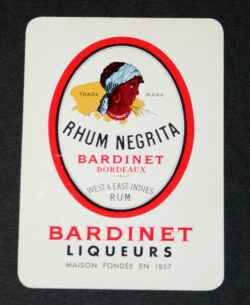 TRADE MARK
RHUM NEGRITA
BARDINET
BORDEAUX
WEST & EAST INDIES
RUM
BARDINET
LIQUEURS
MAISON FONDÉE EN 1857